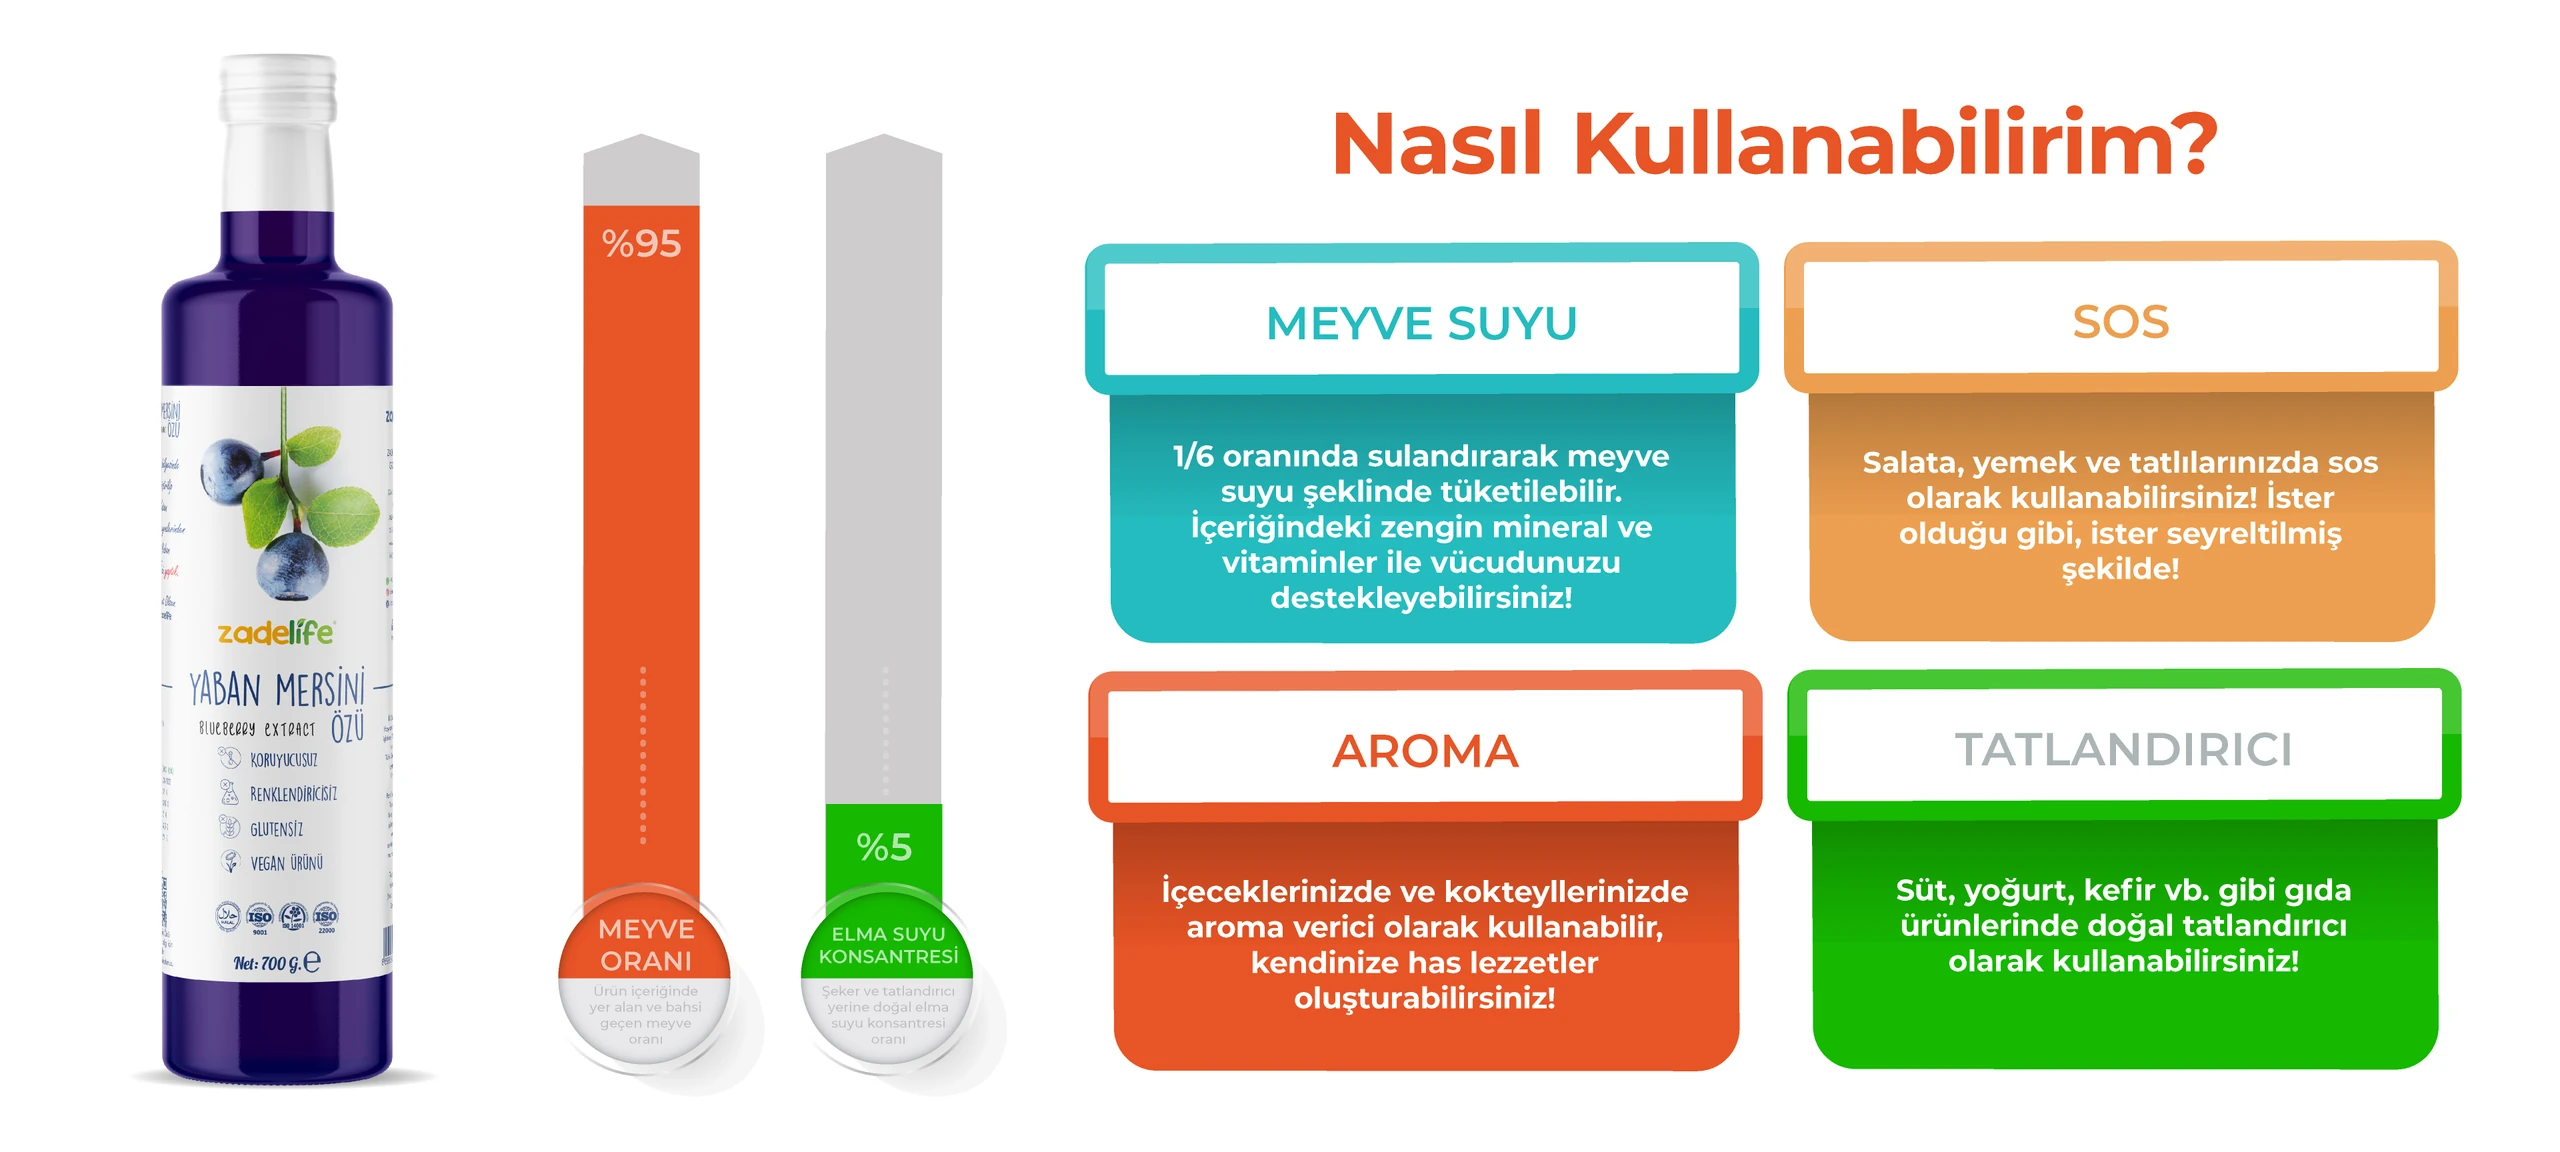 zadelife
YABAN MERSİNİ
BLUEBERRY EXTRACT ÖZÜ
KORUYUCUSUZ
RENKLENDİRİCİSİZ
GLUTENSİZ
VEGAN ÜRÜNÜ
HALAL ISO ISO 14001 ISO
9001 22000
Net: 700 G. ℮
%95
MEYVE
ORANI
Ürün içeriğinde
yer alan ve bahsi
geçen meyve
oranı
%5
ELMA SUYU
KONSANTRESİ
Şeker ve tatlandırıcı
yerine doğal elma
suyu konsantresi
oranı
Nasıl Kullanabilirim?
MEYVE SUYU
1/6 oranında sulandırarak meyve
suyu şeklinde tüketilebilir.
İçeriğindeki zengin mineral ve
vitaminler ile vücudunuzu
destekleyebilirsiniz!
SOS
Salata, yemek ve tatlılarınızda sos
olarak kullanabilirsiniz! İster
olduğu gibi, ister seyreltilmiş
şekilde!
AROMA
İçeceklerinizde ve kokteyllerinizde
aroma verici olarak kullanabilir,
kendinize has lezzetler
oluşturabilirsiniz!
TATLANDIRICI
Süt, yoğurt, kefir vb. gibi gıda
ürünlerinde doğal tatlandırıcı
olarak kullanabilirsiniz!